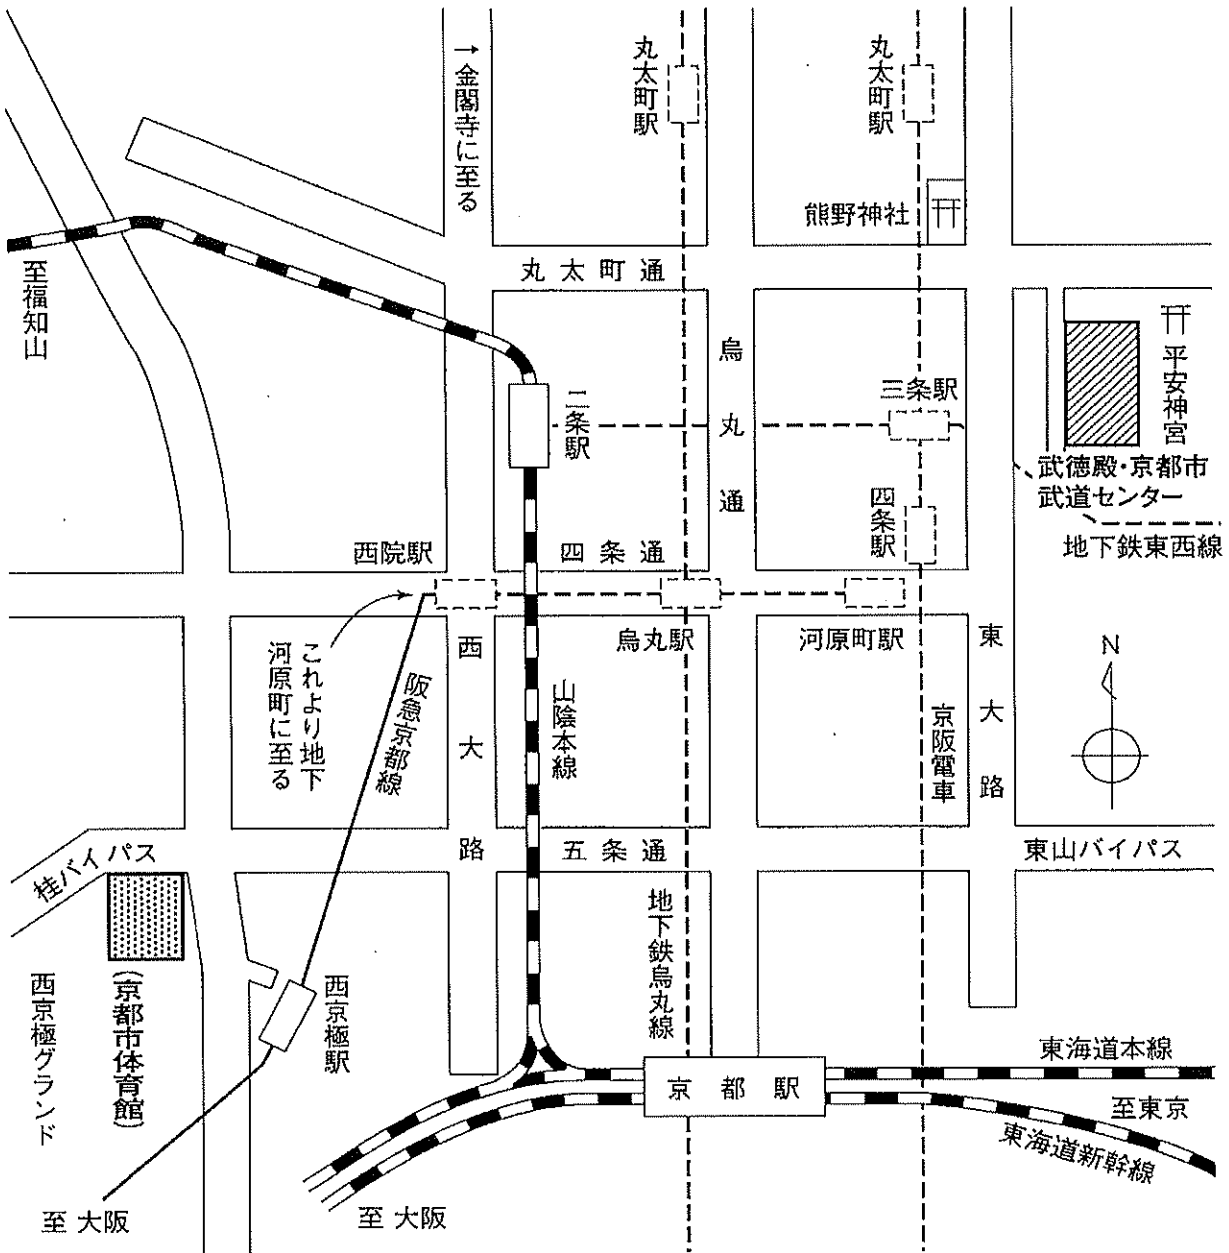 →金閣寺に至る
丸太町駅
丸太町駅
熊野神社
丸太町通
至福知山
二条駅
烏丸通
三条駅
平安神宮
武徳殿・京都市
武道センター
地下鉄東西線
四条駅
西院駅
四条通
烏丸駅
河原町駅
これより地下
河原町に至る
阪急京都線
西大路
山陰本線
京阪電車
東大路
N
桂バイパス
五条通
東山バイパス
西京極グランド
(京都市体育館)
西京極駅
地下鉄烏丸線
京都駅
東海道本線
至東京
東海道新幹線
至 大阪
至 大阪